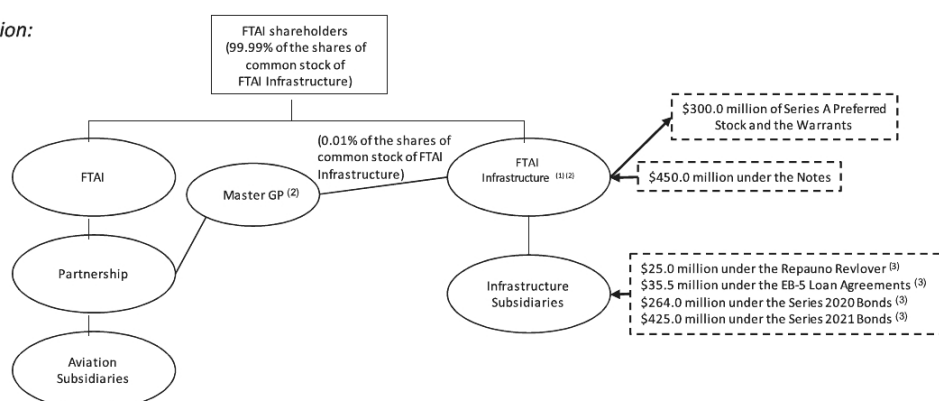 ion:
FTAI shareholders
(99.99% of the shares of
common stock of
FTAI Infrastructure)
$300.0 million of Series A Preferred
Stock and the Warrants
(0.01% of the shares of
common stock of FTAI
Infrastructure)
FTAI
Infrastructure (1) (2)
FTAI
Master GP (2)
$450.0 million under the Notes
Partnership
Infrastructure
Subsidiaries
$25.0 million under the Repauno Revlover (3)
$35.5 million under the EB-5 Loan Agreements (3)
$264.0 million under the Series 2020 Bonds (3)
$425.0 million under the Series 2021 Bonds (3)
Aviation
Subsidiaries